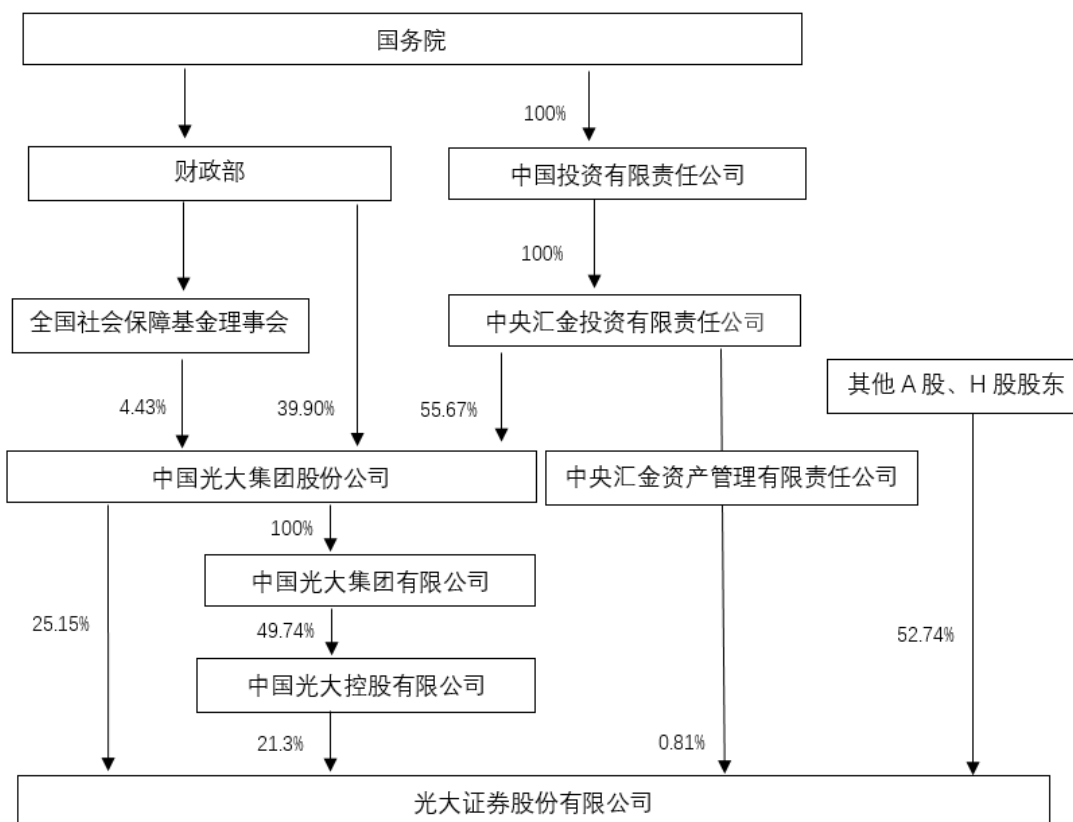 国务院
100%
财政部
中国投资有限责任公司
100%
全国社会保障基金理事会
中央汇金投资有限责任公司
其他 A 股、H 股股东
4.43%
39.90%
55.67%
中国光大集团股份公司
中央汇金资产管理有限责任公司
100%
中国光大集团有限公司
25.15%
49.74%
52.74%
中国光大控股有限公司
21.3%
0.81%
光大证券股份有限公司